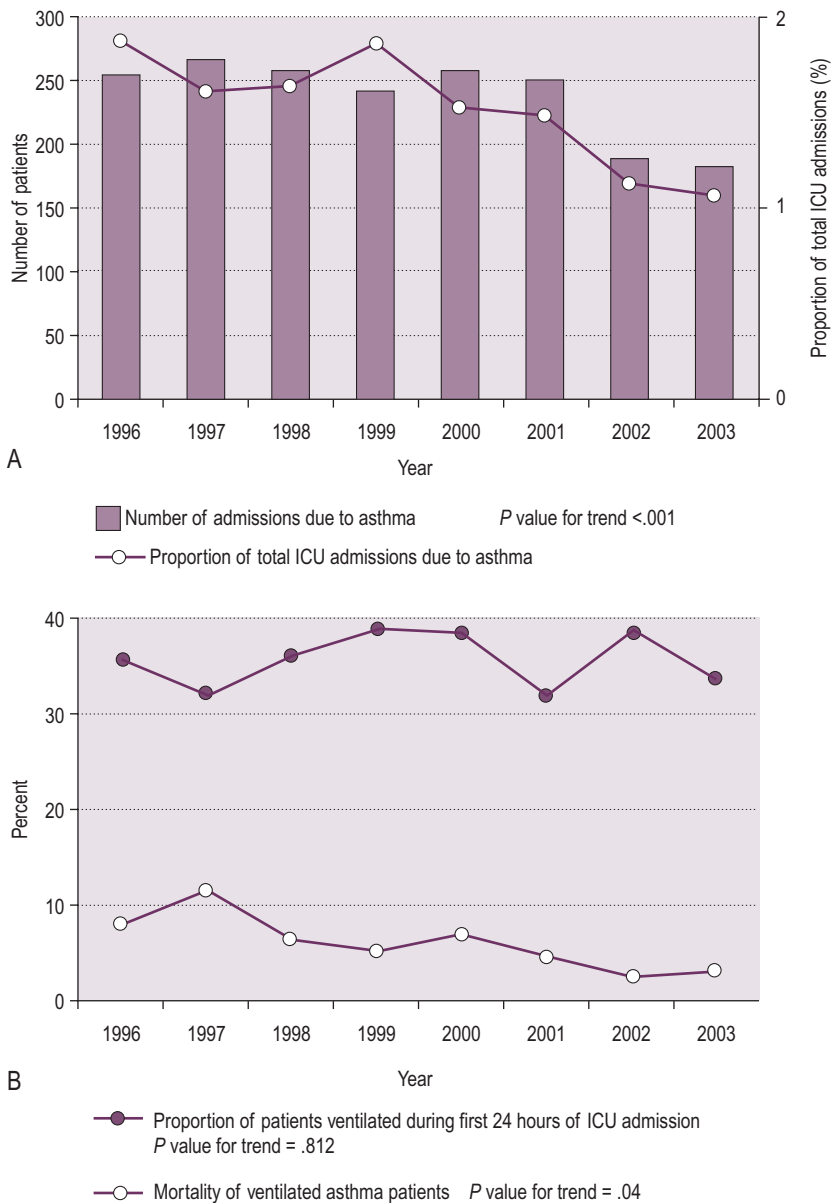 300
250
200
150
100
50
0
Number of patients
2
1
0
Proportion of total ICU admissions (%)
1996 1997 1998 1999 2000 2001 2002 2003
Year
A
Number of admissions due to asthma P value for trend <.001
Proportion of total ICU admissions due to asthma
40
30
20
10
0
Percent
1996 1997 1998 1999 2000 2001 2002 2003
Year
B
Proportion of patients ventilated during first 24 hours of ICU admission
P value for trend = .812
Mortality of ventilated asthma patients P value for trend = .04